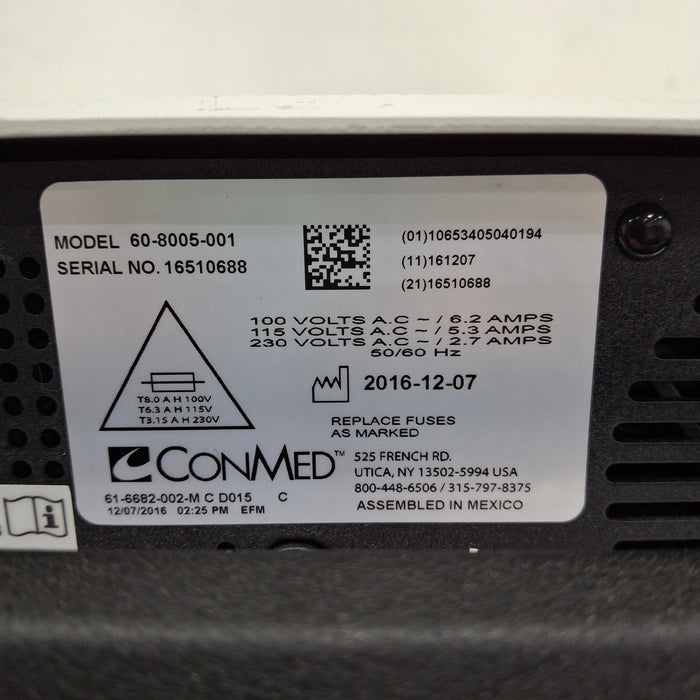 MODEL 60-8005-001
SERIAL NO. 16510688
(01)10653405040194
(11)161207
(21)16510688
100 VOLTS A.C ~ / 6.2 AMPS
115 VOLTS A.C ~ / 5.3 AMPS
230 VOLTS A.C ~ / 2.7 AMPS
50/60 Hz
T8.0 A H 100V
T6.3 A H 115V
T3.15 A H 230V
2016-12-07
REPLACE FUSES
AS MARKED
CONMED™
525 FRENCH RD.
UTICA, NY 13502-5994 USA
800-448-6506 / 315-797-8375
ASSEMBLED IN MEXICO
61-6682-002-M C D015 C
12/07/2016 02:25 PM EFM